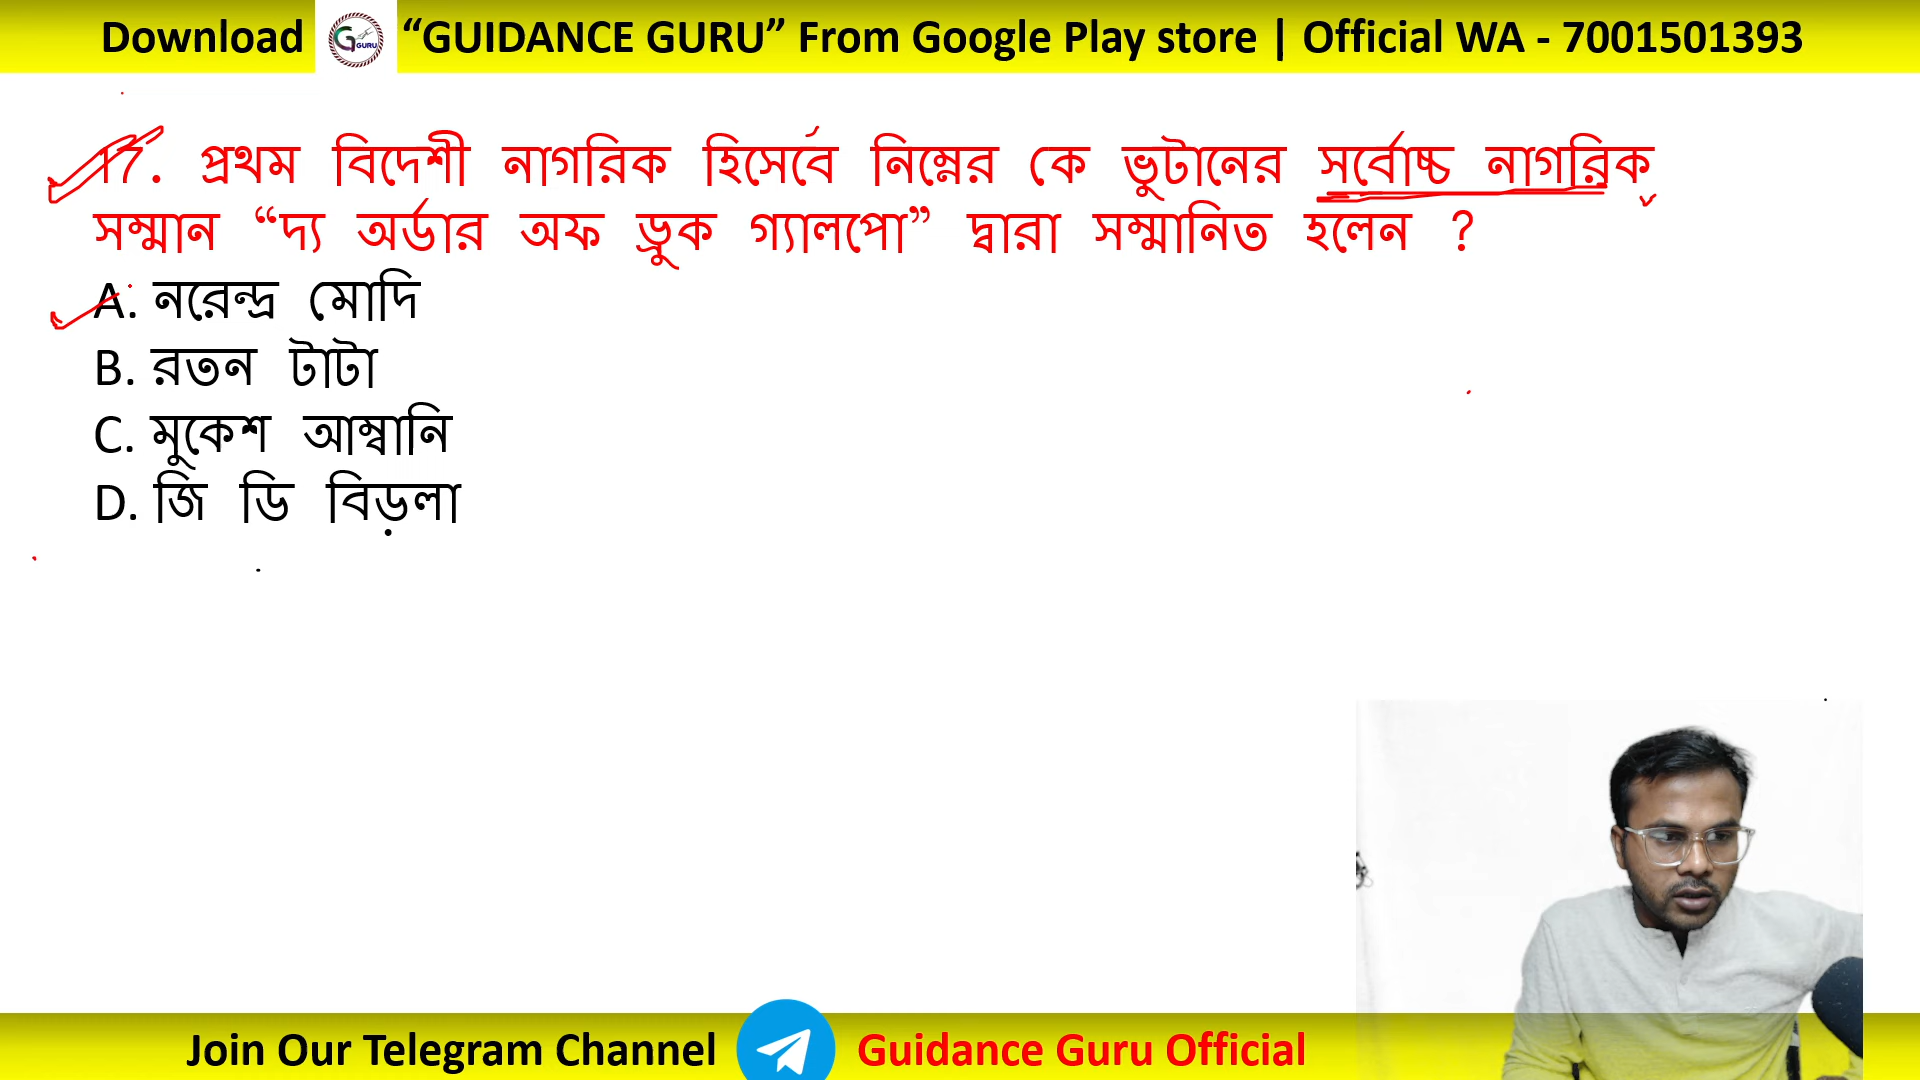 Download GURU “GUIDANCE GURU” From Google Play store | Official WA - 7001501393
17. প্রথম বিদেশী নাগরিক হিসেবে নিম্নের কে ভুটানের সর্বোচ্চ নাগরিক
সম্মান “দ্য অর্ডার অফ ড্রুক গ্যালপো” দ্বারা সম্মানিত হলেন ?
A. নরেন্দ্র মোদি
B. রতন টাটা
C. মুকেশ আম্বানি
D. জি ডি বিড়লা
Join Our Telegram Channel Guidance Guru Official